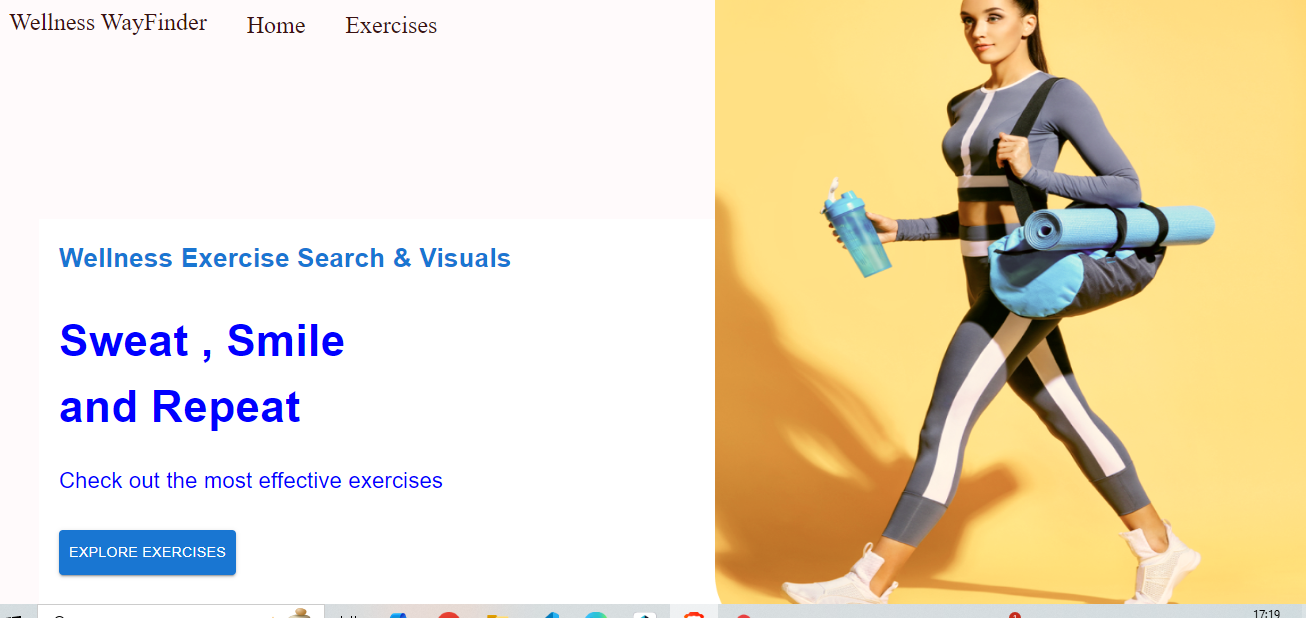 Wellness WayFinder Home Exercises
Wellness Exercise Search & Visuals
Sweat , Smile
and Repeat
Check out the most effective exercises
EXPLORE EXERCISES
17:19